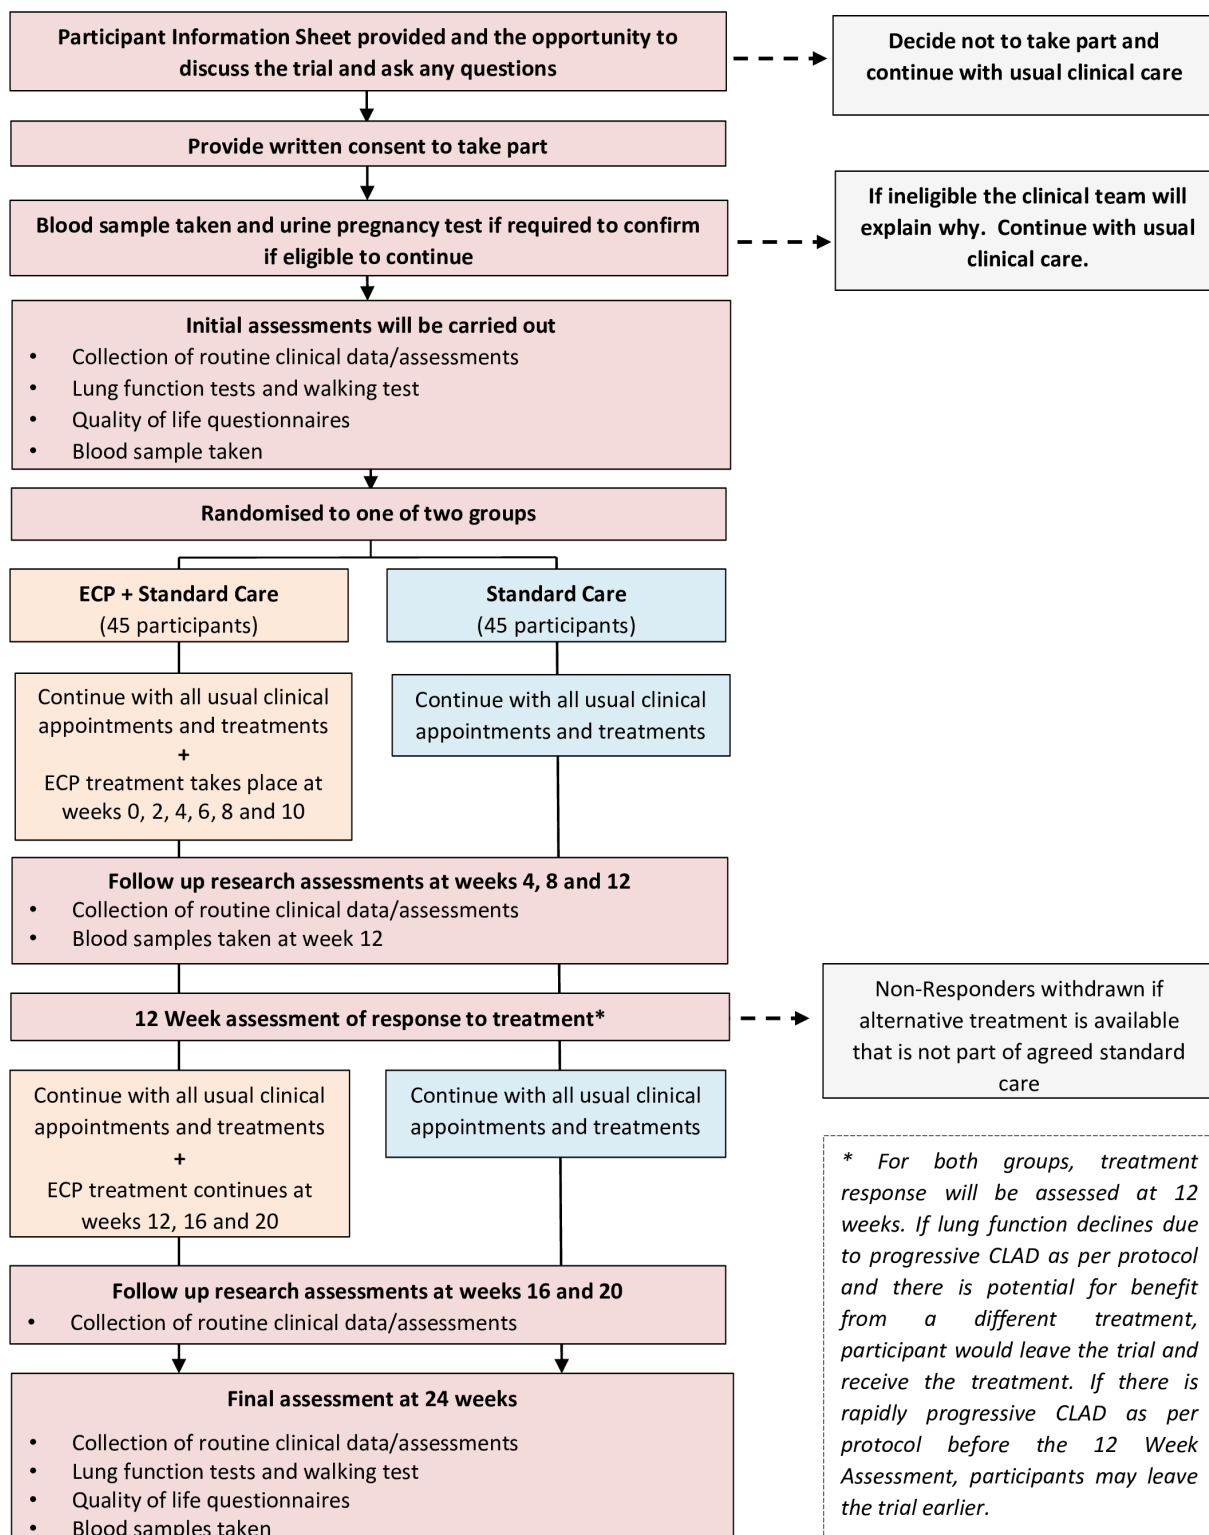 Participant Information Sheet provided and the opportunity to
discuss the trial and ask any questions
Decide not to take part and
continue with usual clinical care
Provide written consent to take part
Blood sample taken and urine pregnancy test if required to confirm
if eligible to continue
If ineligible the clinical team will
explain why.  Continue with usual
clinical care.
Initial assessments will be carried out
• Collection of routine clinical data/assessments
• Lung function tests and walking test
• Quality of life questionnaires
• Blood sample taken
Randomised to one of two groups
ECP + Standard Care
(45 participants)
Standard Care
(45 participants)
Continue with all usual clinical
appointments and treatments
+
ECP treatment takes place at
weeks 0, 2, 4, 6, 8 and 10
Continue with all usual clinical
appointments and treatments
Follow up research assessments at weeks 4, 8 and 12
• Collection of routine clinical data/assessments
• Blood samples taken at week 12
12 Week assessment of response to treatment*
Non-Responders withdrawn if
alternative treatment is available
that is not part of agreed standard
care
Continue with all usual clinical
appointments and treatments
+
ECP treatment continues at
weeks 12, 16 and 20
Continue with all usual clinical
appointments and treatments
* For both groups, treatment
response will be assessed at 12
weeks. If lung function declines due
to progressive CLAD as per protocol
and there is potential for benefit
from a different treatment,
participant would leave the trial and
receive the treatment. If there is
rapidly progressive CLAD as per
protocol before the 12 Week
Assessment, participants may leave
the trial earlier.
Follow up research assessments at weeks 16 and 20
• Collection of routine clinical data/assessments
Final assessment at 24 weeks
• Collection of routine clinical data/assessments
• Lung function tests and walking test
• Quality of life questionnaires
• Blood samples taken